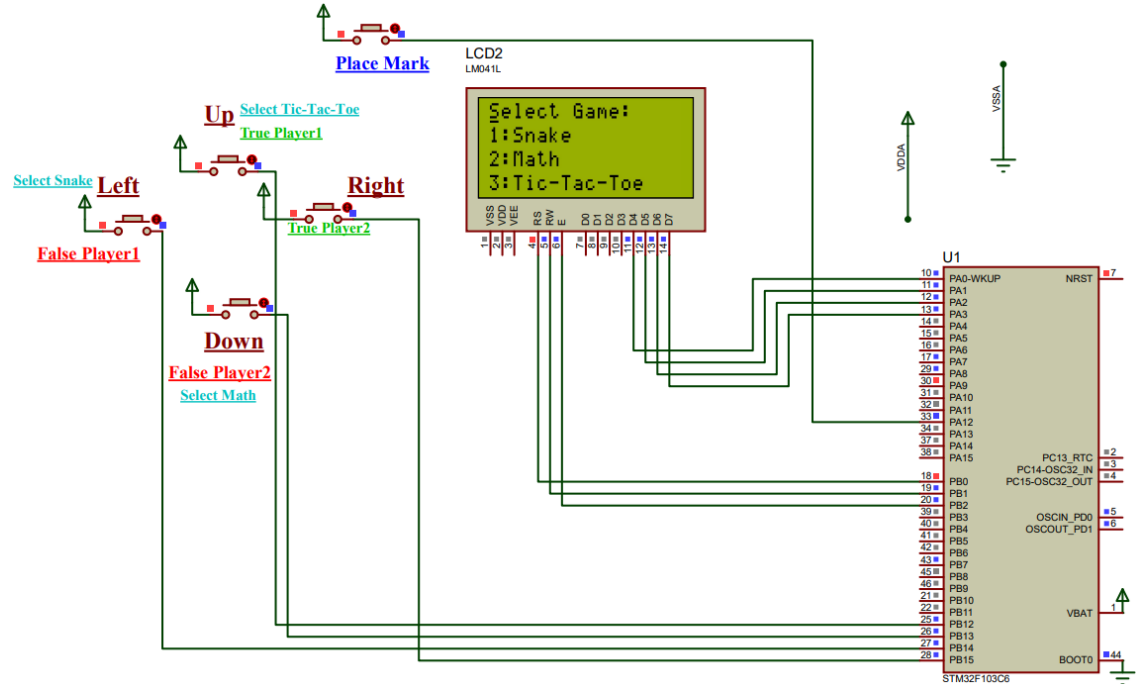 Place Mark
LCD2
LM041L
Select Game:
1:Snake
2:Math
3:Tic-Tac-Toe
VSSA
VDDA
Up
Select Tic-Tac-Toe
True Player1
Select Snake
Left
Right
True Player2
False Player1
Down
False Player2
Select Math
VSS
VDD
VEE
RS
RW
E
D0
D1
D2
D3
D4
D5
D6
D7
1
2
3
4
5
6
7
8
9
10
11
12
13
14
U1
10 PA0-WKUP
11 PA1
12 PA2
13 PA3
14 PA4
15 PA5
16 PA6
17 PA7
29 PA8
30 PA9
31 PA10
32 PA11
33 PA12
34 PA13
37 PA14
38 PA15
18 PB0
19 PB1
20 PB2
39 PB3
40 PB4
41 PB5
42 PB6
43 PB7
45 PB8
46 PB9
21 PB10
22 PB11
25 PB12
26 PB13
27 PB14
28 PB15
NRST 7
PC13_RTC 2
PC14-OSC32_IN 3
PC15-OSC32_OUT 4
OSCIN_PD0 5
OSCOUT_PD1 6
VBAT 1
BOOT0 44
STM32F103C6